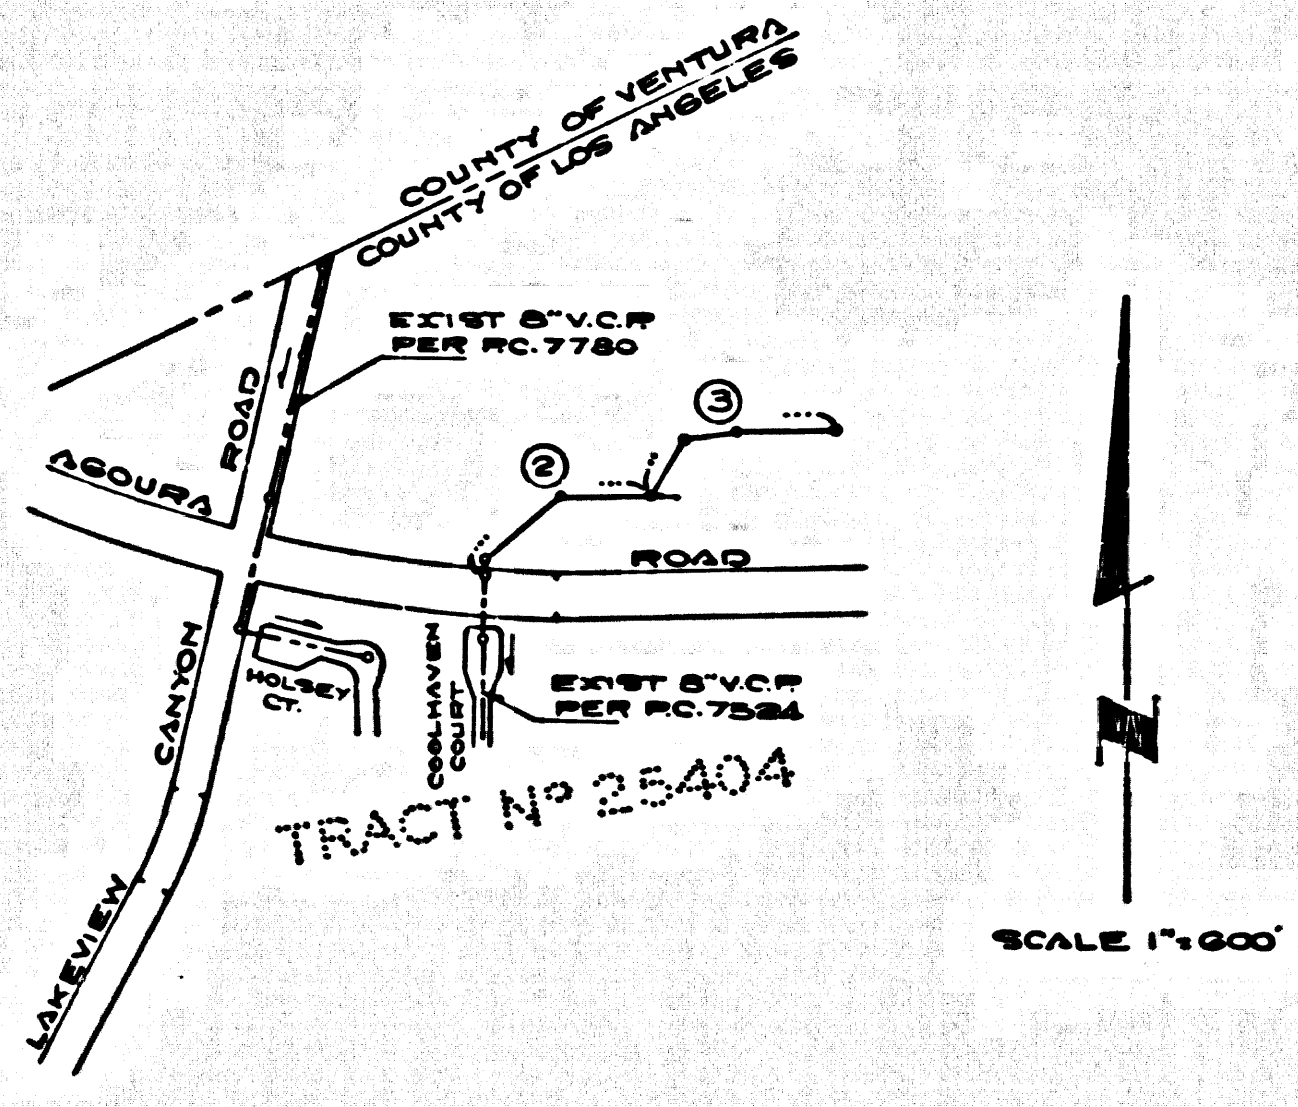 COUNTY OF VENTURA
COUNTY OF LOS ANGELES
EXIST 8" V.C.P.
PER P.C. 7780
ROAD
AGOURA
3
2
ROAD
CANYON
HOLSEY
CT.
COOLHAVEN
COURT
EXIST 8" V.C.P.
PER P.C. 7524
TRACT Nº 25404
LAKEVIEW
N
SCALE 1"=600'